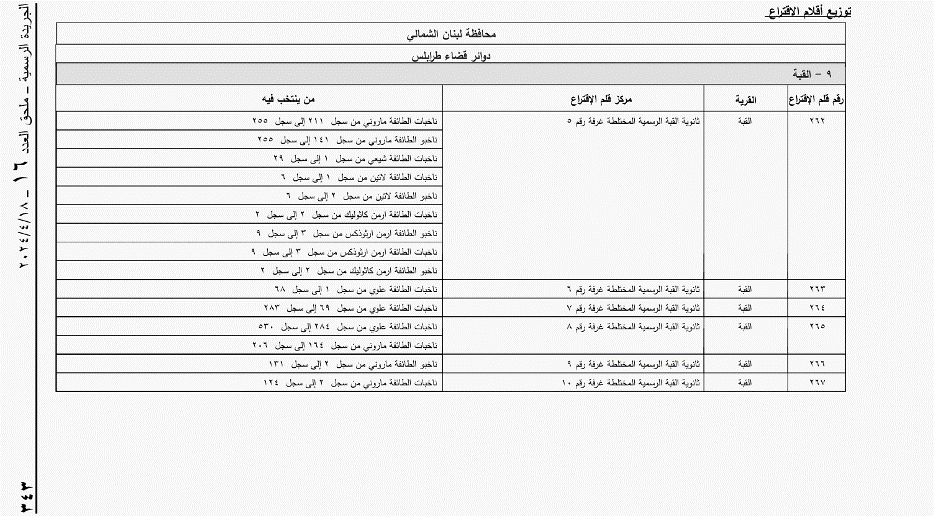 توزيع أقلام الاقتراع
محافظة لبنان الشمالي
دوائر قضاء طرابلس
٩ - القبة
رقم قلم الإقتراع القرية مركز قلم الإقتراع من ينتخب فيه
٢٦٢ القبة ثانوية القبة الرسمية المختلطة غرفة رقم ٥ ناخبات الطائفة ماروني من سجل ٢١١ إلى سجل ٢٥٥
ناخبو الطائفة ماروني من سجل ١٤١ إلى سجل ٢٥٥
ناخبات الطائفة شيعي من سجل ١ إلى سجل ٢٩
ناخبات الطائفة لاتين من سجل ١ إلى سجل ٦
ناخبو الطائفة لاتين من سجل ٢ إلى سجل ٦
ناخبات الطائفة ارمن كاثوليك من سجل ٢ إلى سجل ٢
ناخبو الطائفة ارمن ارثوذكس من سجل ٣ إلى سجل ٩
ناخبات الطائفة ارمن ارثوذكس من سجل ٣ إلى سجل ٩
ناخبو الطائفة ارمن كاثوليك من سجل ٢ إلى سجل ٢
٢٦٣ القبة ثانوية القبة الرسمية المختلطة غرفة رقم ٦ ناخبات الطائفة علوي من سجل ١ إلى سجل ٦٨
٢٦٤ القبة ثانوية القبة الرسمية المختلطة غرفة رقم ٧ ناخبات الطائفة علوي من سجل ٦٩ إلى سجل ٢٨٣
٢٦٥ القبة ثانوية القبة الرسمية المختلطة غرفة رقم ٨ ناخبات الطائفة علوي من سجل ٢٨٤ إلى سجل ٥٣٠
ناخبات الطائفة ماروني من سجل ١٦٤ إلى سجل ٢٠٦
٢٦٦ القبة ثانوية القبة الرسمية المختلطة غرفة رقم ٩ ناخبو الطائفة ماروني من سجل ٢ إلى سجل ١٣١
٢٦٧ القبة ثانوية القبة الرسمية المختلطة غرفة رقم ١٠ ناخبات الطائفة ماروني من سجل ٢ إلى سجل ١٢٤
الجريدة الرسمية – ملحق العدد ١٦ – ٢٠٢٤/٤/١٨
٣٤٣